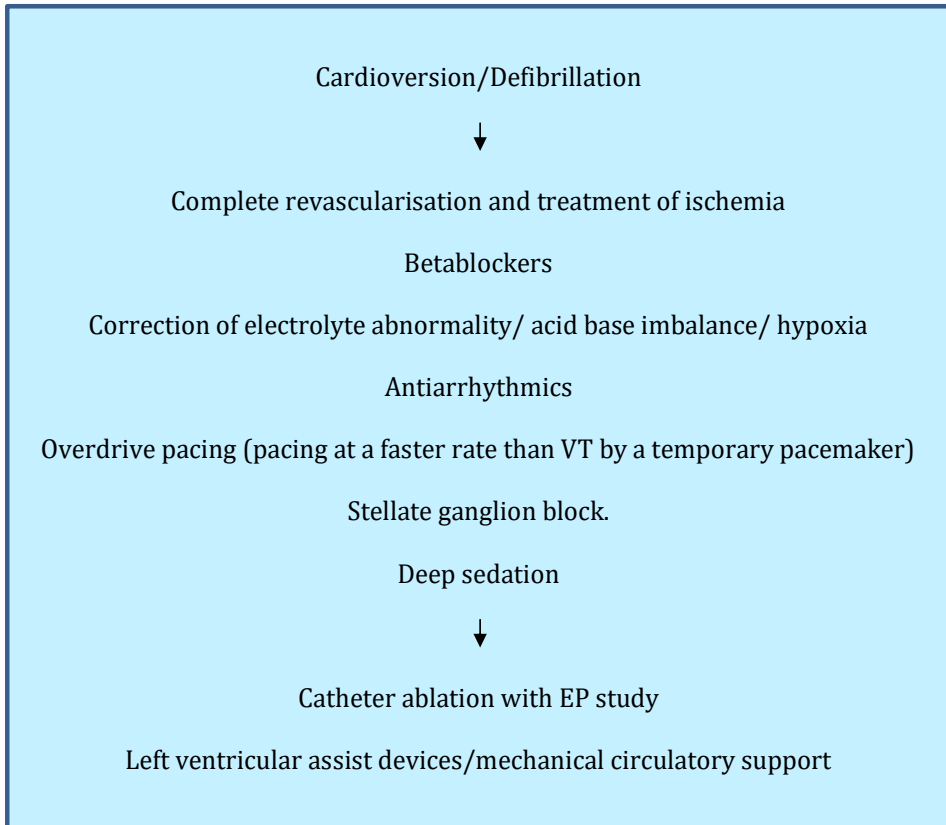 Cardioversion/Defibrillation
Complete revascularisation and treatment of ischemia
Betablockers
Correction of electrolyte abnormality/ acid base imbalance/ hypoxia
Antiarrhythmics
Overdrive pacing (pacing at a faster rate than VT by a temporary pacemaker)
Stellate ganglion block.
Deep sedation
Catheter ablation with EP study
Left ventricular assist devices/mechanical circulatory support